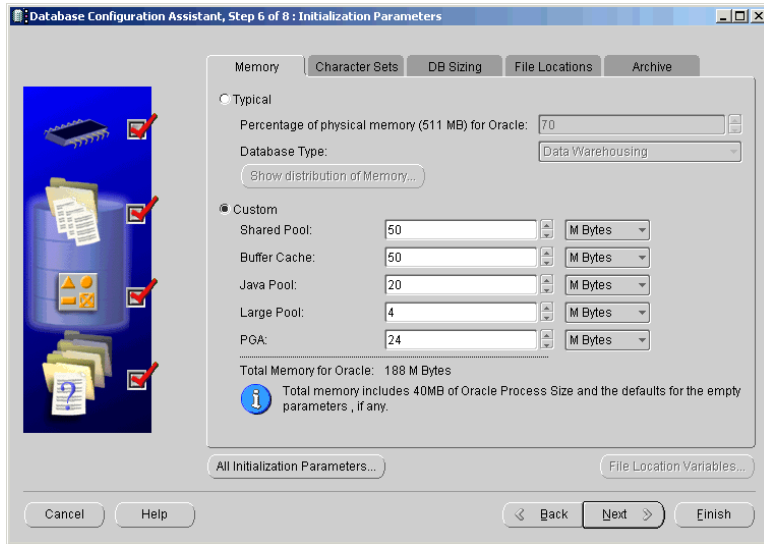 Database Configuration Assistant, Step 6 of 8 : Initialization Parameters
Memory Character Sets DB Sizing File Locations Archive
Typical
Percentage of physical memory (511 MB) for Oracle: 70
Database Type: Data Warehousing
Show distribution of Memory...
Custom
Shared Pool: 50 M Bytes
Buffer Cache: 50 M Bytes
Java Pool: 20 M Bytes
Large Pool: 4 M Bytes
PGA: 24 M Bytes
Total Memory for Oracle: 188 M Bytes
Total memory includes 40MB of Oracle Process Size and the defaults for the empty
parameters , if any.
All Initialization Parameters... File Location Variables...
Cancel Help Back Next Finish